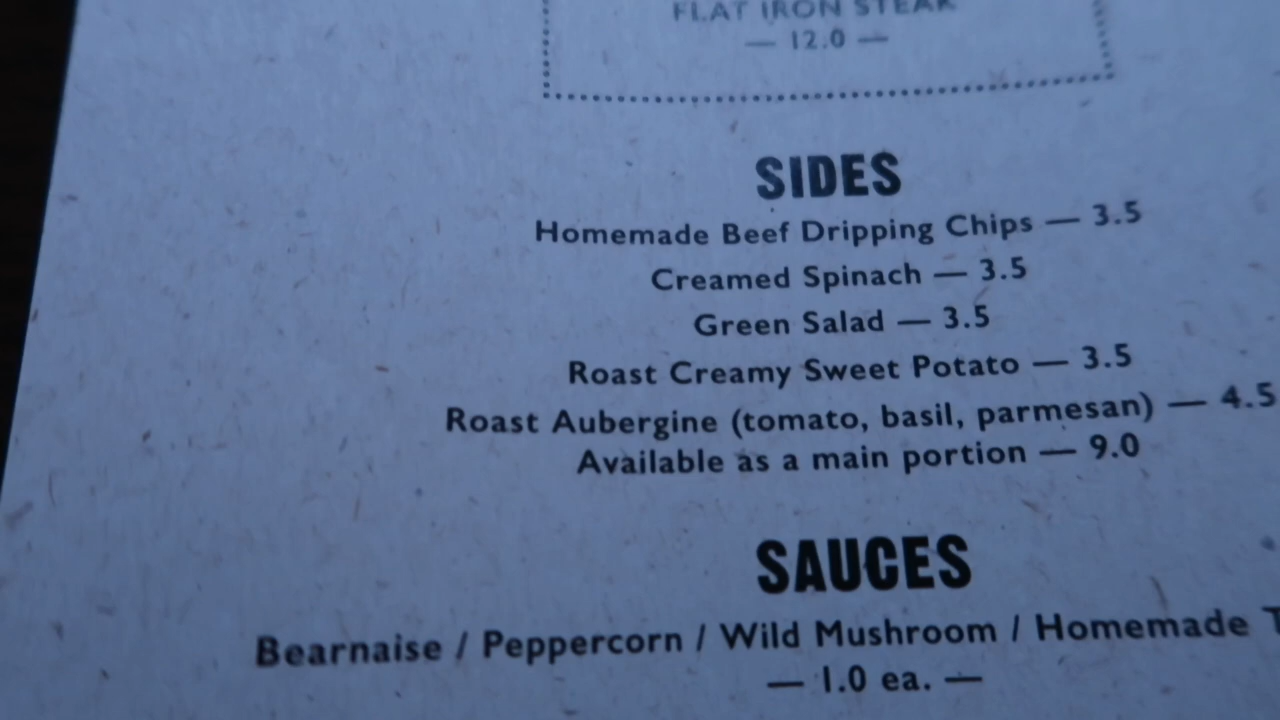 FLAT IRON STEAK
— 12.0 —
SIDES
Homemade Beef Dripping Chips — 3.5
Creamed Spinach — 3.5
Green Salad — 3.5
Roast Creamy Sweet Potato — 3.5
Roast Aubergine (tomato, basil, parmesan) — 4.5
Available as a main portion — 9.0
SAUCES
Bearnaise / Peppercorn / Wild Mushroom / Homemade
— 1.0 ea. —